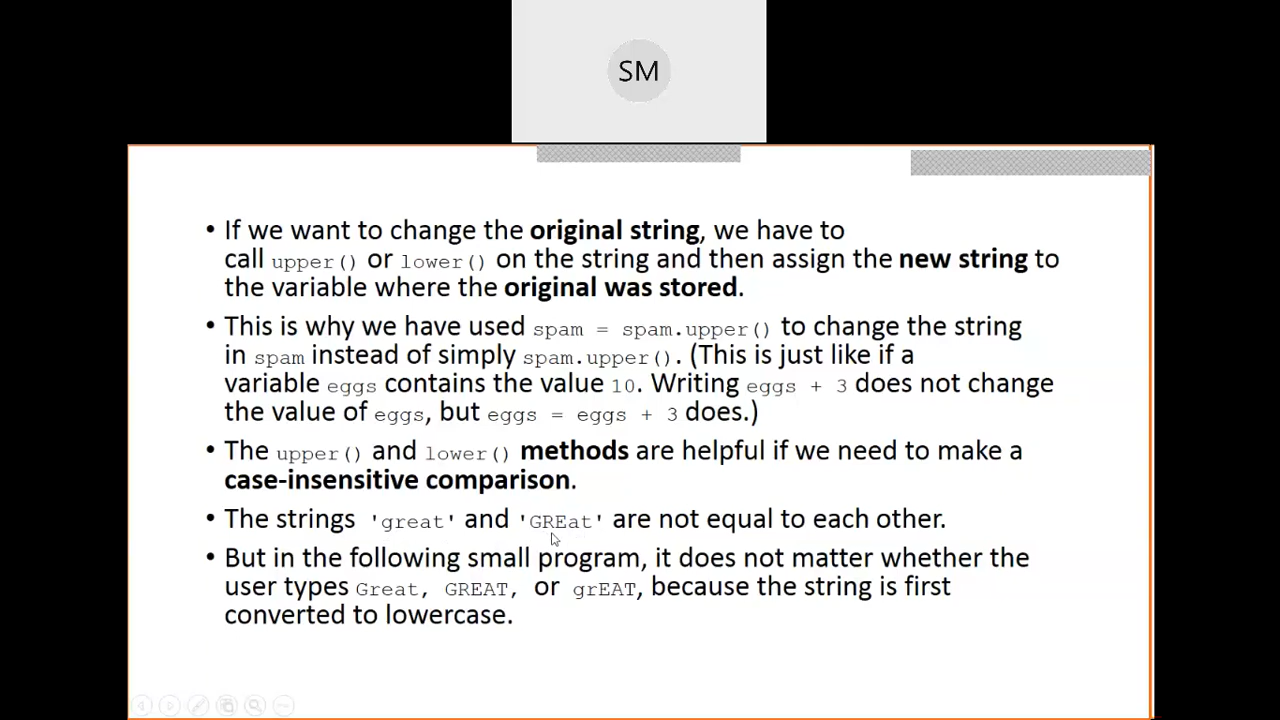 SM
• If we want to change the original string, we have to
call upper() or lower() on the string and then assign the new string to
the variable where the original was stored.
• This is why we have used spam = spam.upper() to change the string
in spam instead of simply spam.upper(). (This is just like if a
variable eggs contains the value 10. Writing eggs + 3 does not change
the value of eggs, but eggs = eggs + 3 does.)
• The upper() and lower() methods are helpful if we need to make a
case-insensitive comparison.
• The strings 'great' and 'GREat' are not equal to each other.
• But in the following small program, it does not matter whether the
user types Great, GREAT, or grEAT, because the string is first
converted to lowercase.